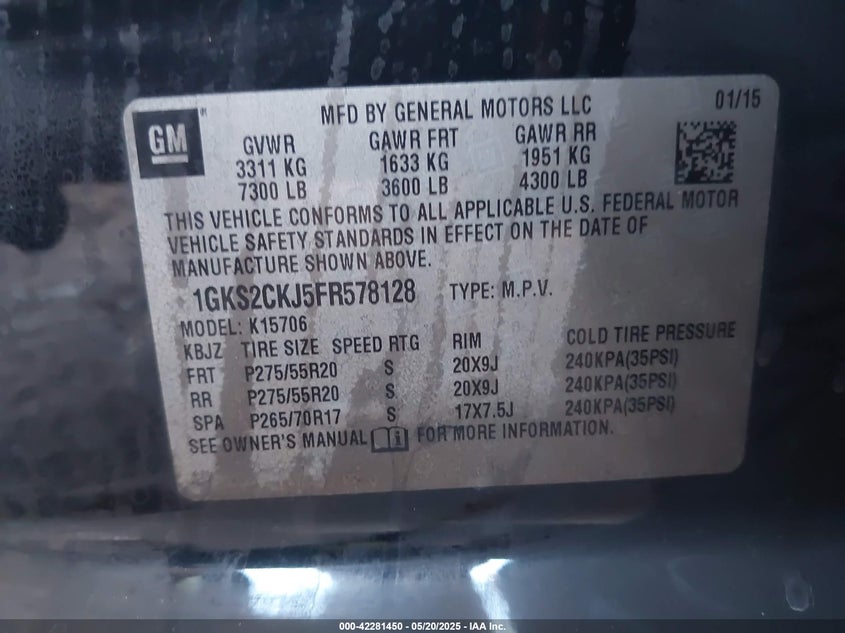 GM
®
MFD BY GENERAL MOTORS LLC 01/15
GVWR GAWR FRT GAWR RR
3311 KG 1633 KG 1951 KG
7300 LB 3600 LB 4300 LB
THIS VEHICLE CONFORMS TO ALL APPLICABLE U.S. FEDERAL MOTOR
VEHICLE SAFETY STANDARDS IN EFFECT ON THE DATE OF
MANUFACTURE SHOWN ABOVE.
1GKS2CKJ5FR578128 TYPE: M.P.V.
MODEL: K15706
KBJZ TIRE SIZE SPEED RTG RIM COLD TIRE PRESSURE
FRT P275/55R20 S 20X9J 240KPA(35PSI)
RR P275/55R20 S 20X9J 240KPA(35PSI)
SPA P265/70R17 S 17X7.5J 240KPA(35PSI)
SEE OWNER'S MANUAL i FOR MORE INFORMATION.
000-42281450 - 05/20/2025 - IAA Inc.